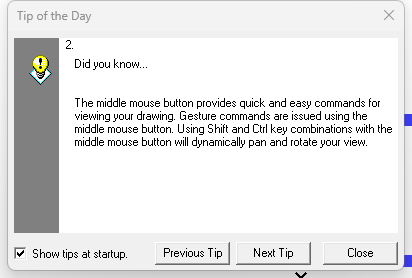 Tip of the Day
2.
Did you know...
The middle mouse button provides quick and easy commands for
viewing your drawing. Gesture commands are issued using the
middle mouse button. Using Shift and Ctrl key combinations with the
middle mouse button will dynamically pan and rotate your view.
Show tips at startup.
Previous Tip
Next Tip
Close